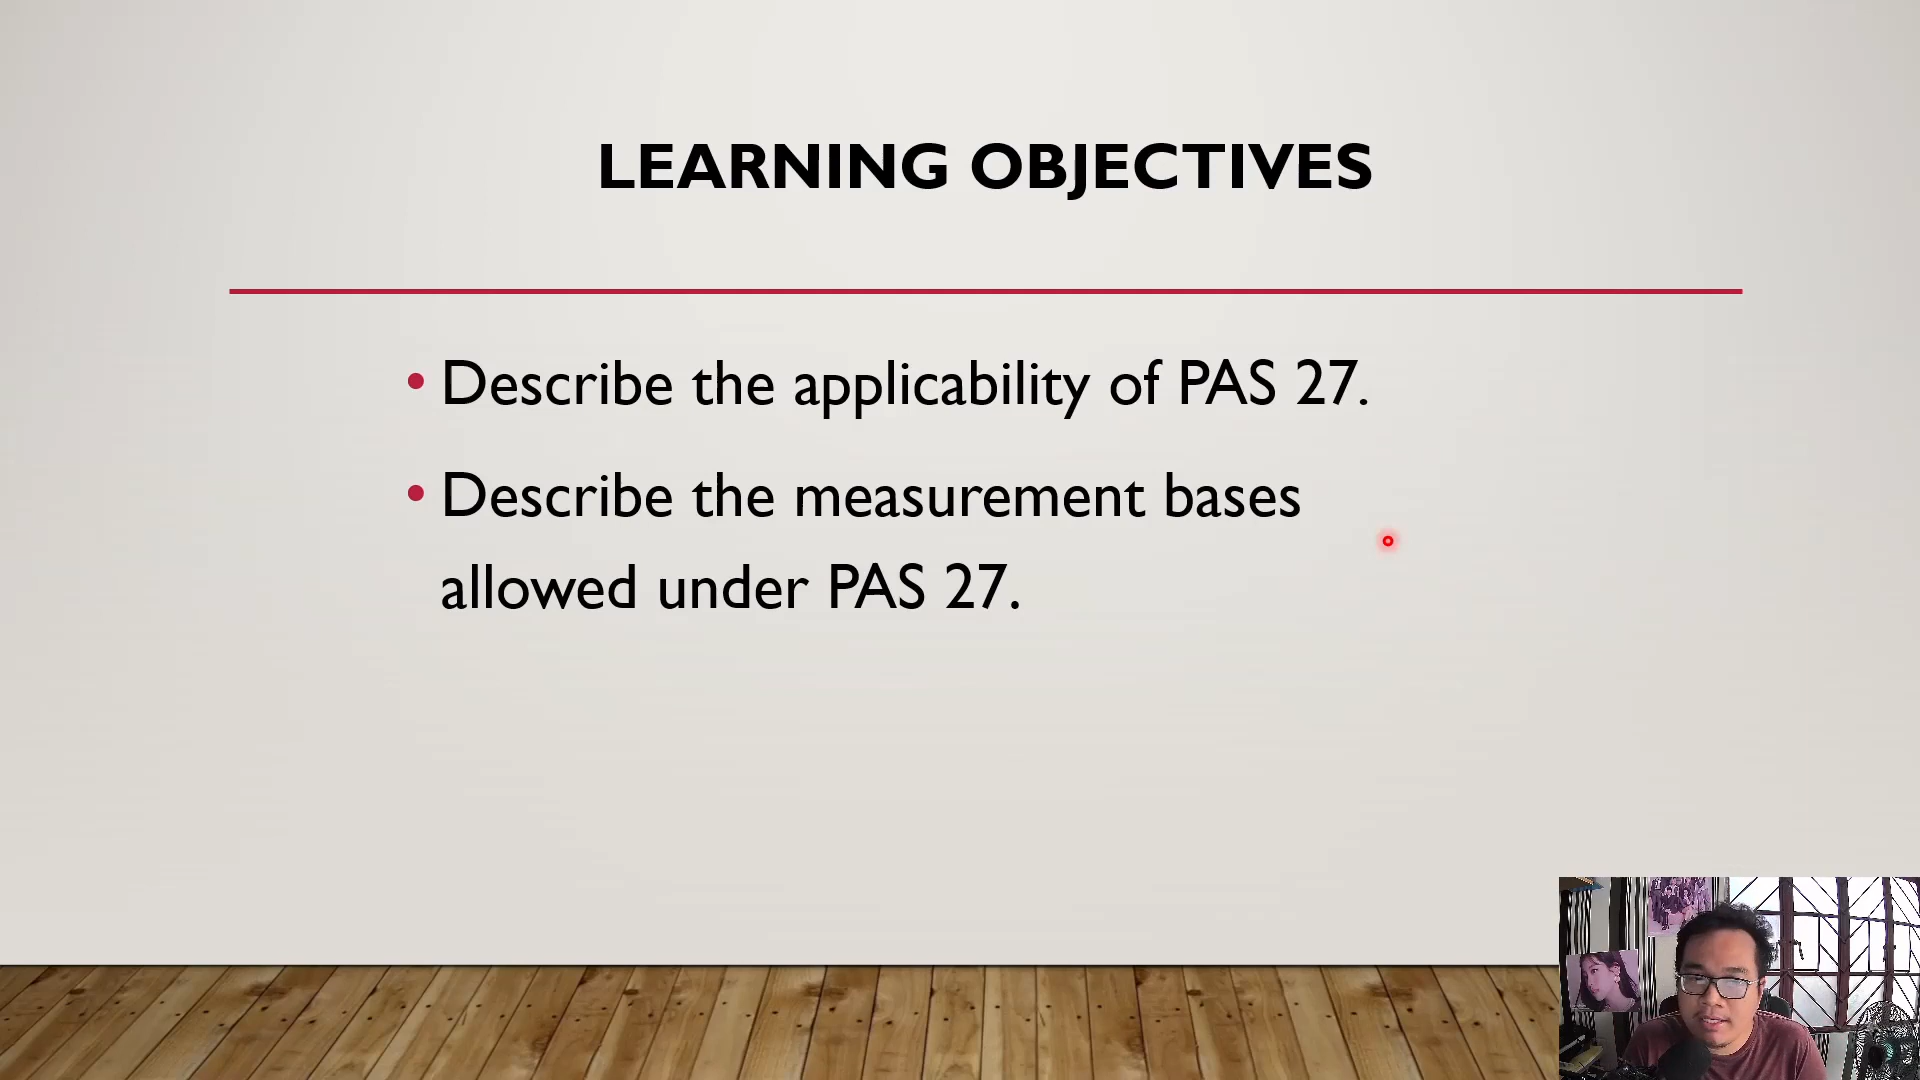 LEARNING OBJECTIVES
• Describe the applicability of PAS 27.
• Describe the measurement bases
allowed under PAS 27.